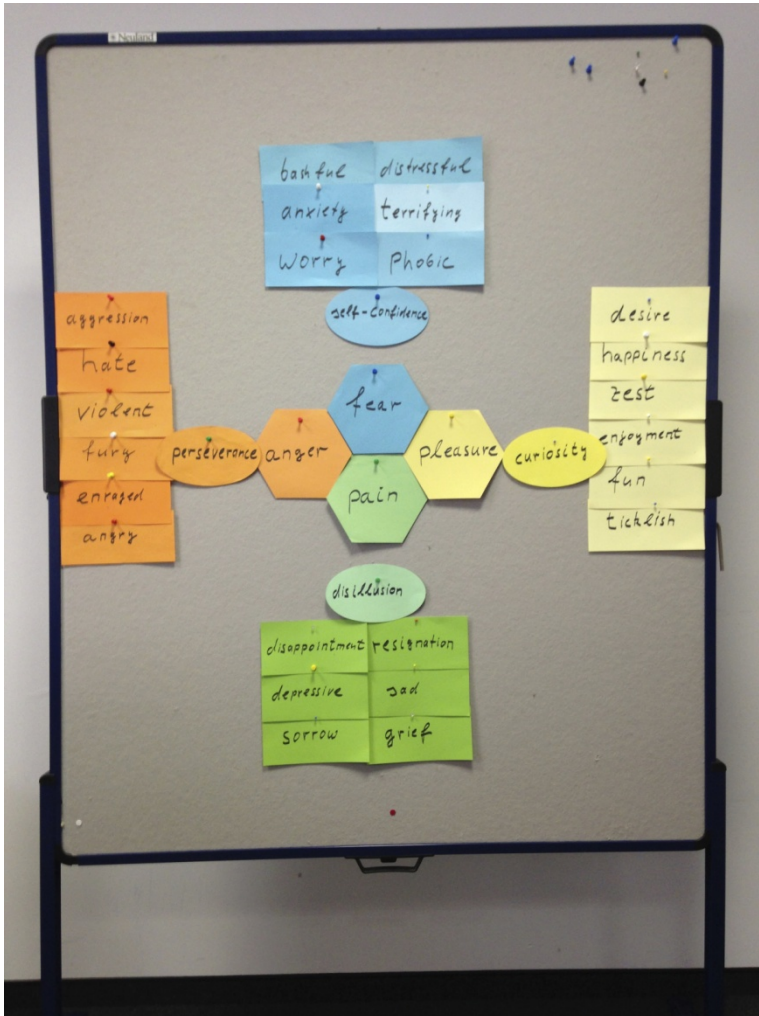 Neuland
bashful distressful
anxiety terrifying
worry phobic
self-confidence
aggression
hate
violent
fury
enraged
angry
perseverance
anger
fear
pain
pleasure
curiosity
desire
happiness
zest
enjoyment
fun
ticklish
disillusion
disappointment resignation
depressive sad
sorrow grief